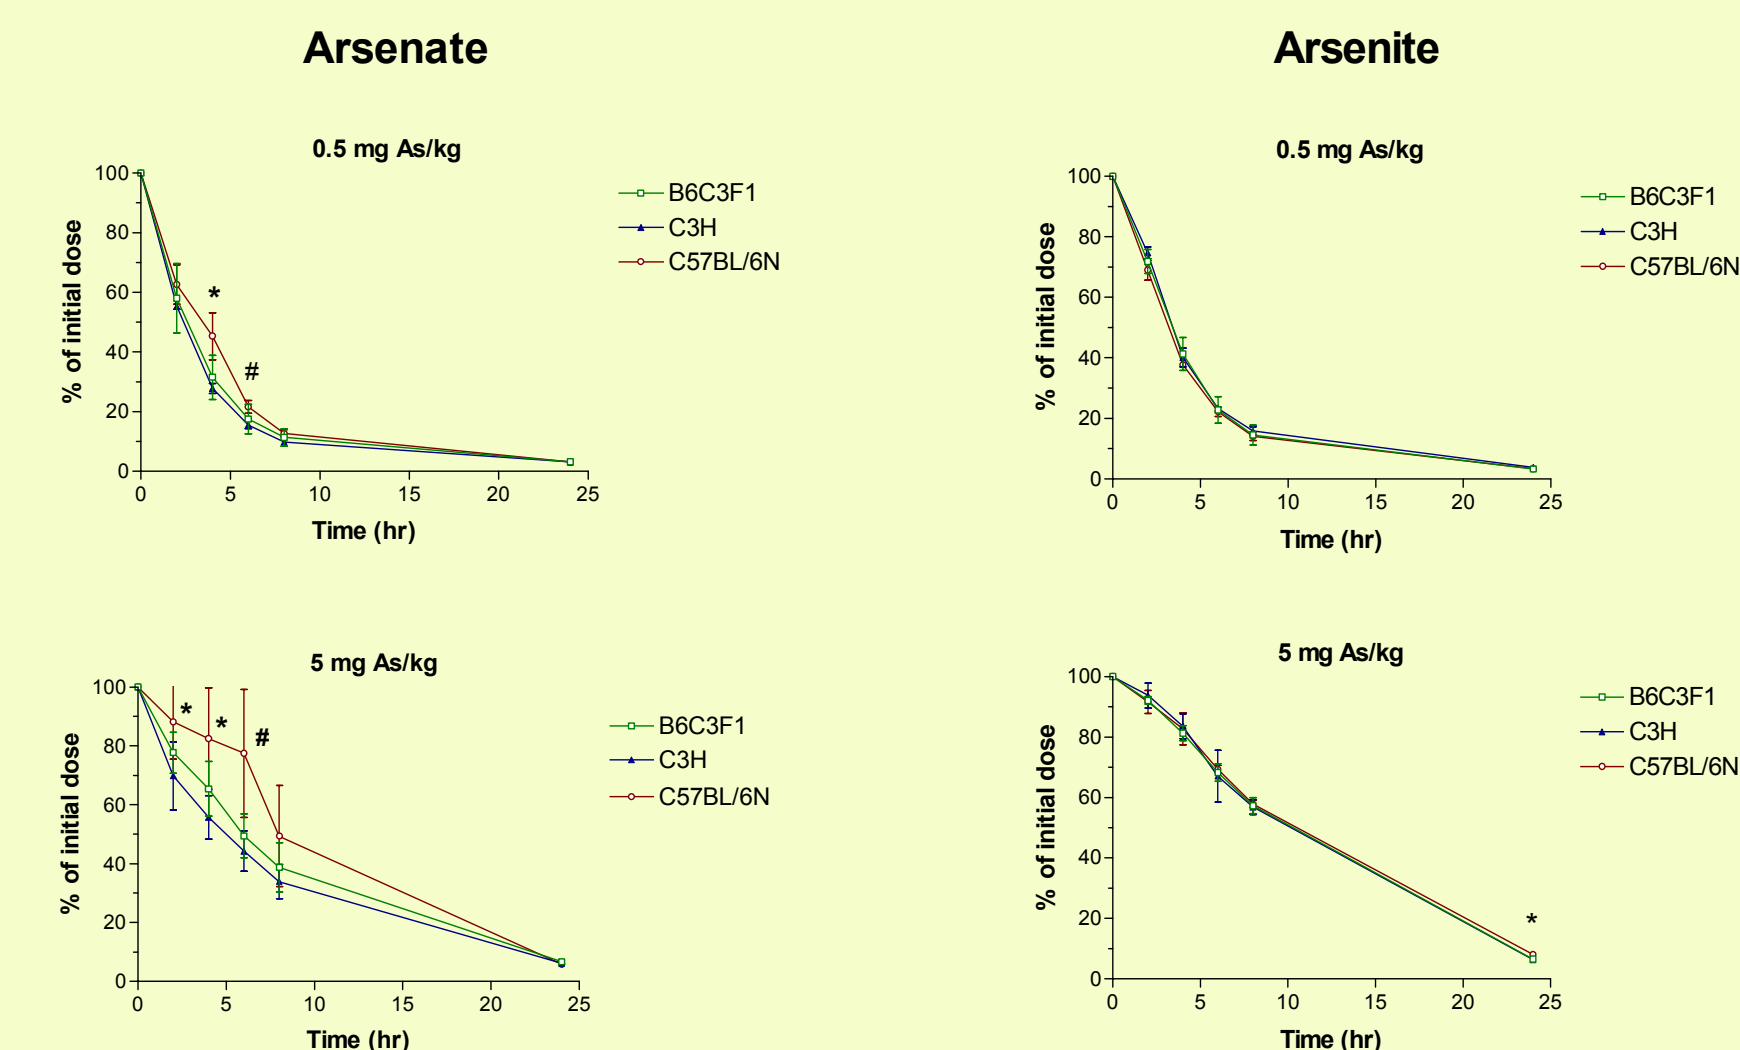 Arsenate
0.5 mg As/kg
% of initial dose
100
80
60
40
20
0
*
#
0 5 10 15 20 25
Time (hr)
B6C3F1
C3H
C57BL/6N
Arsenite
0.5 mg As/kg
% of initial dose
100
80
60
40
20
0
0 5 10 15 20 25
Time (hr)
B6C3F1
C3H
C57BL/6N
5 mg As/kg
% of initial dose
100
80
60
40
20
0
* * #
0 5 10 15 20 25
Time (hr)
B6C3F1
C3H
C57BL/6N
5 mg As/kg
% of initial dose
100
80
60
40
20
0
*
0 5 10 15 20 25
Time (hr)
B6C3F1
C3H
C57BL/6N